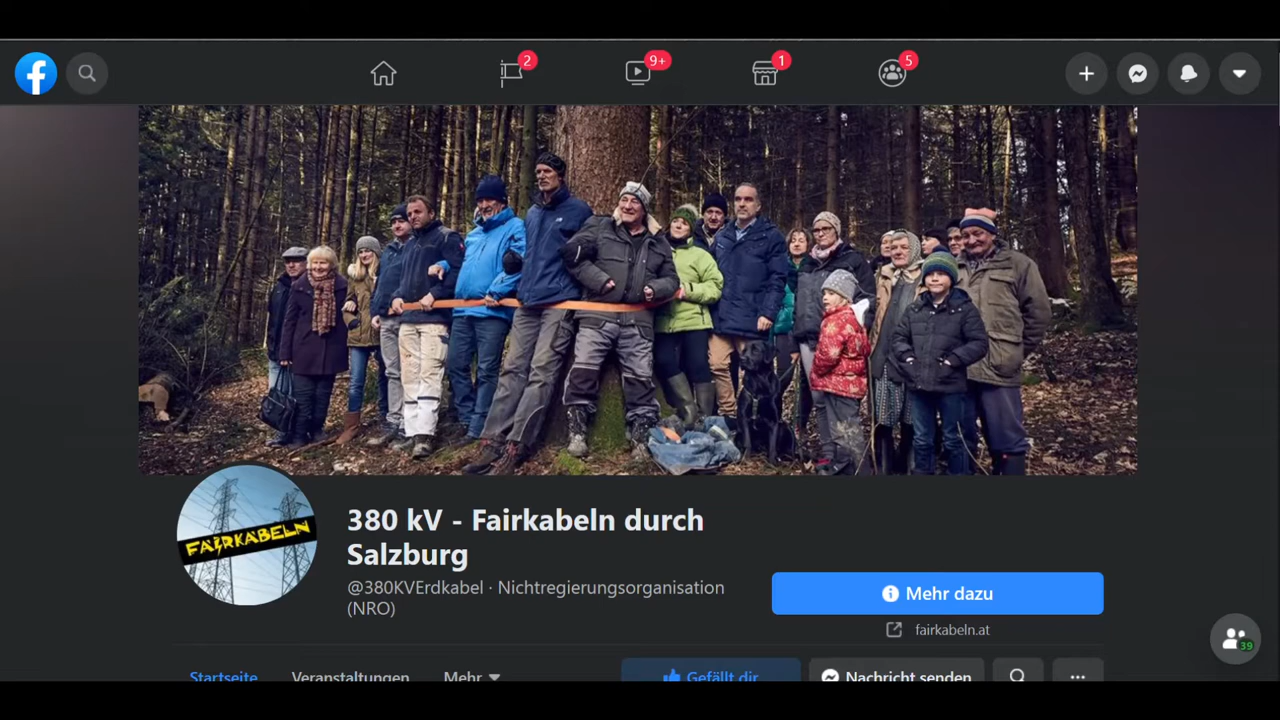 2
9+
1
5
FAIRKABELN
380 kV - Fairkabeln durch
Salzburg
@380KVErdkabel · Nichtregierungsorganisation
(NRO)
Mehr dazu
fairkabeln.at
39
Startseite
Veranstaltungen
Mehr
Gefällt dir
Nachricht senden